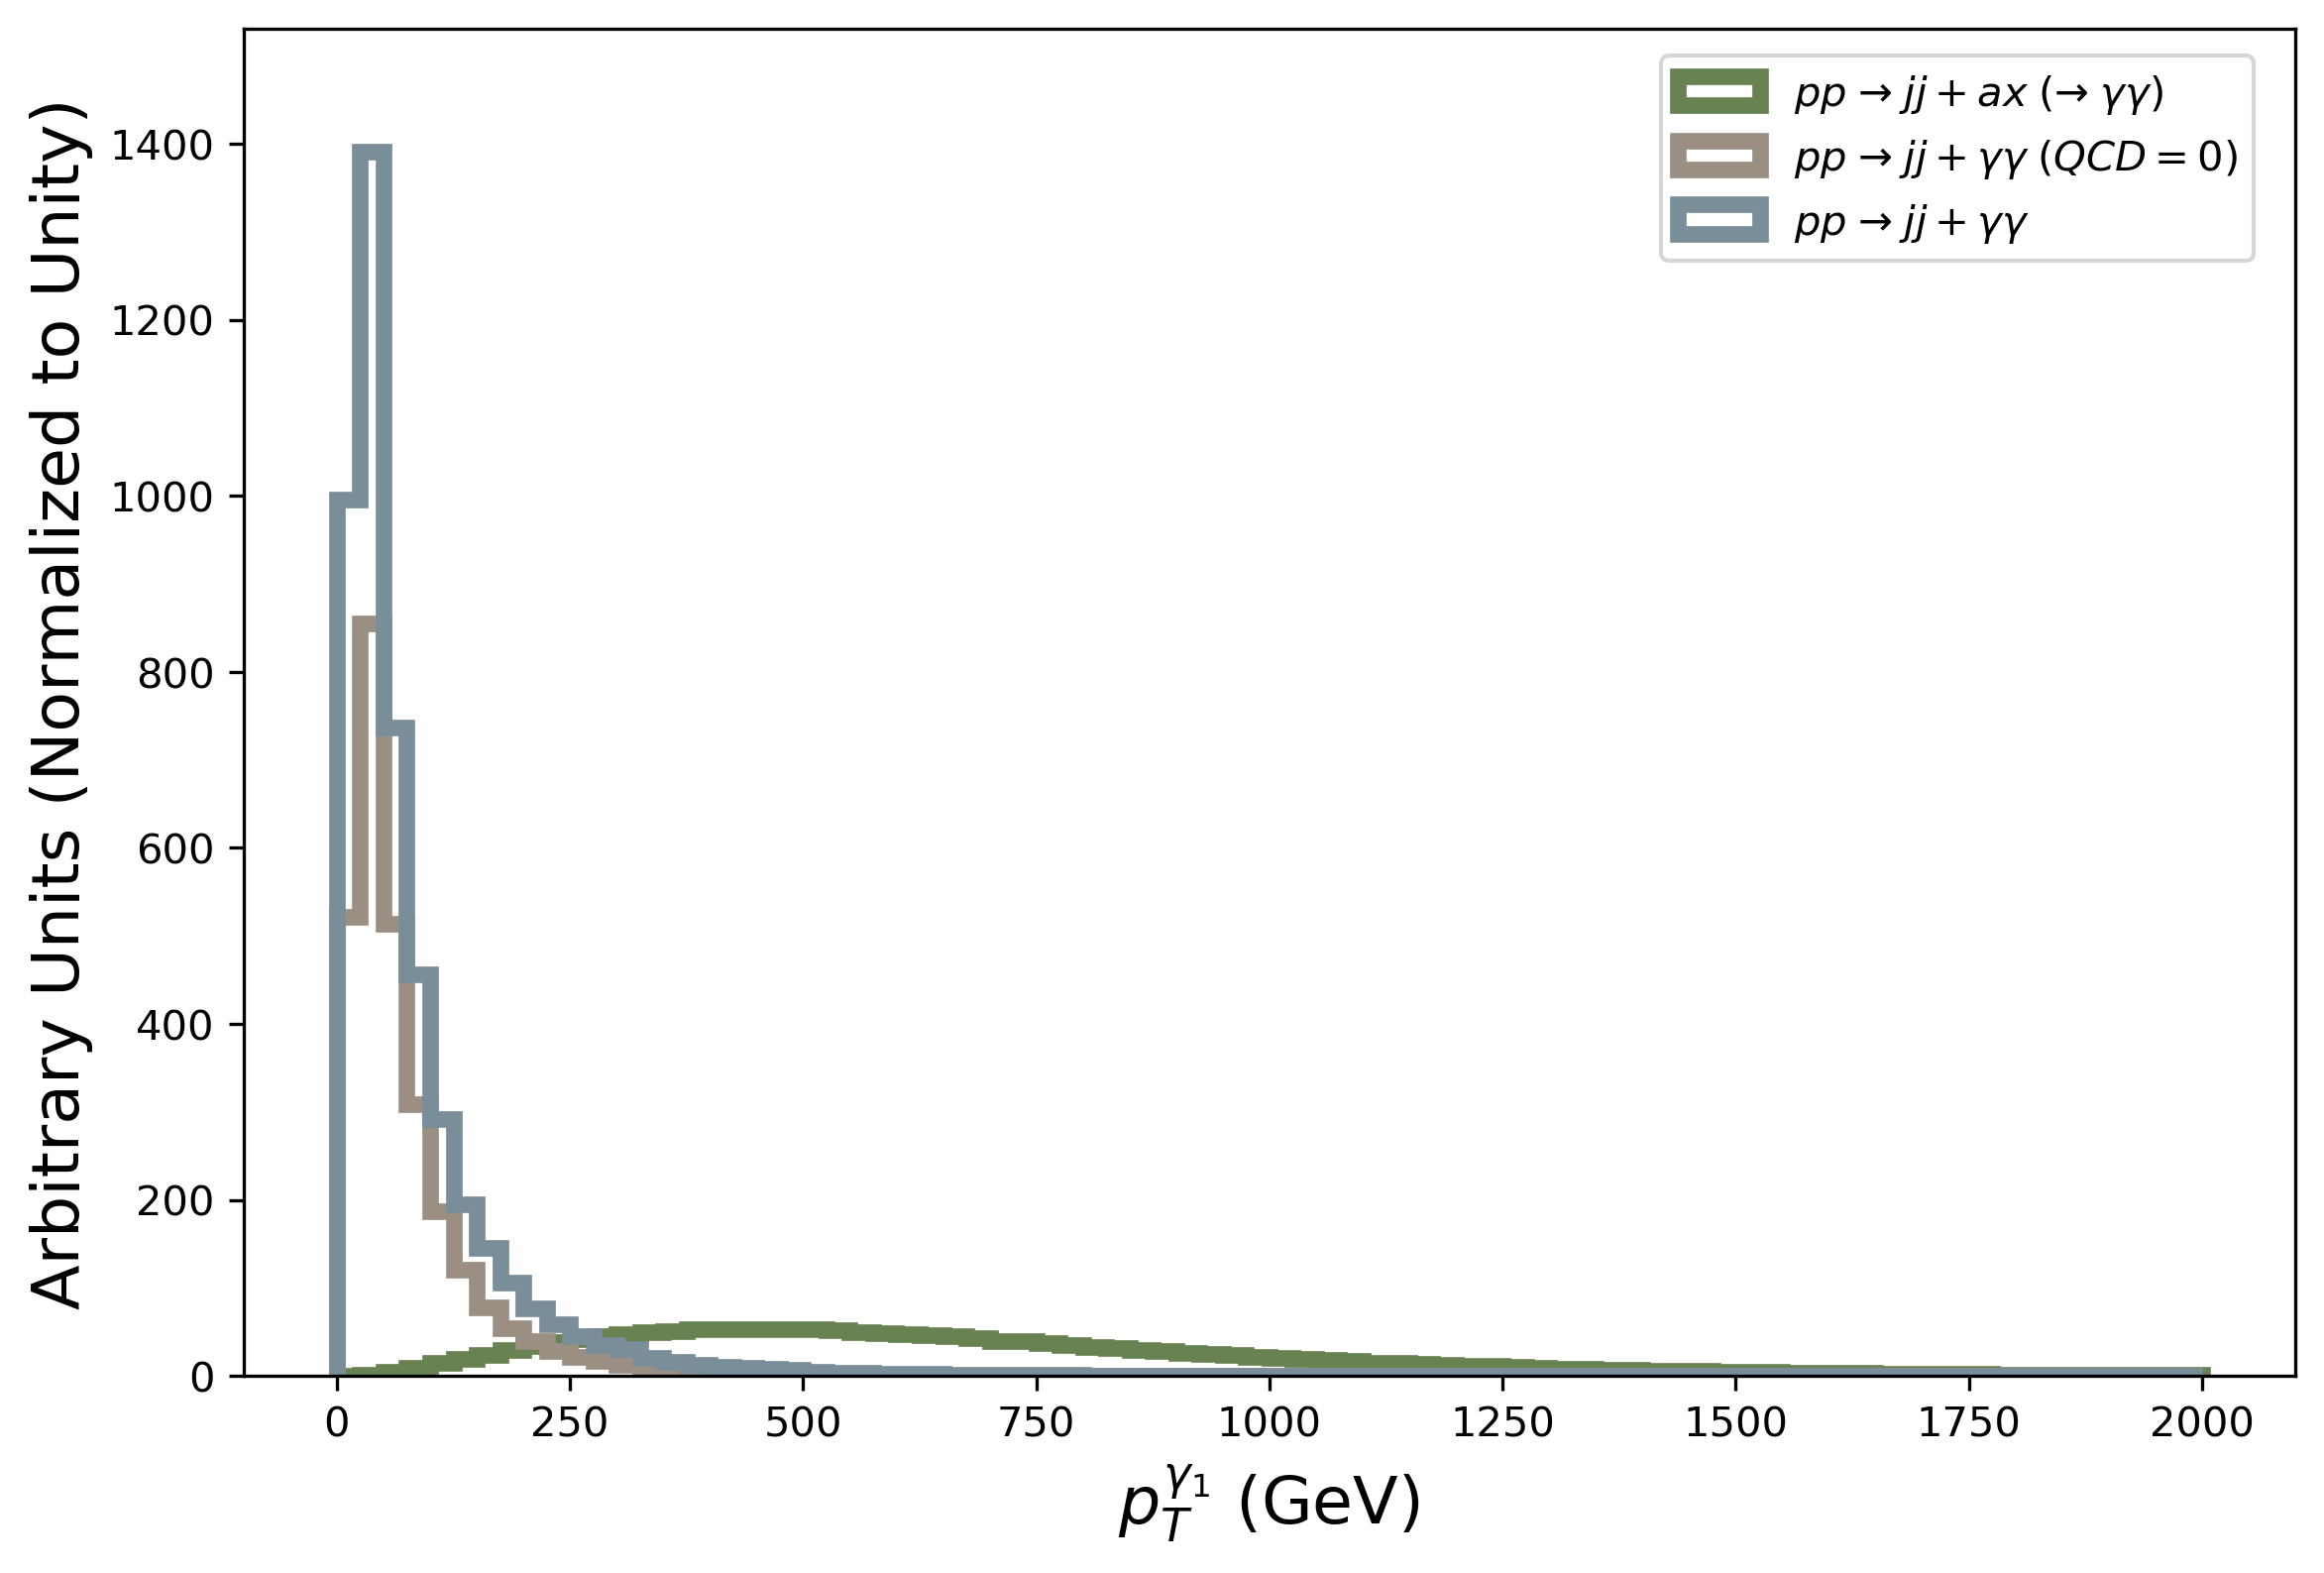 Arbitrary Units (Normalized to Unity)
1400
1200
1000
800
600
400
200
0
pp → jj + ax (→ γγ)
pp → jj + γγ (QCD = 0)
pp → jj + γγ
0 250 500 750 1000 1250 1500 1750 2000
p_T^{γ_1} (GeV)